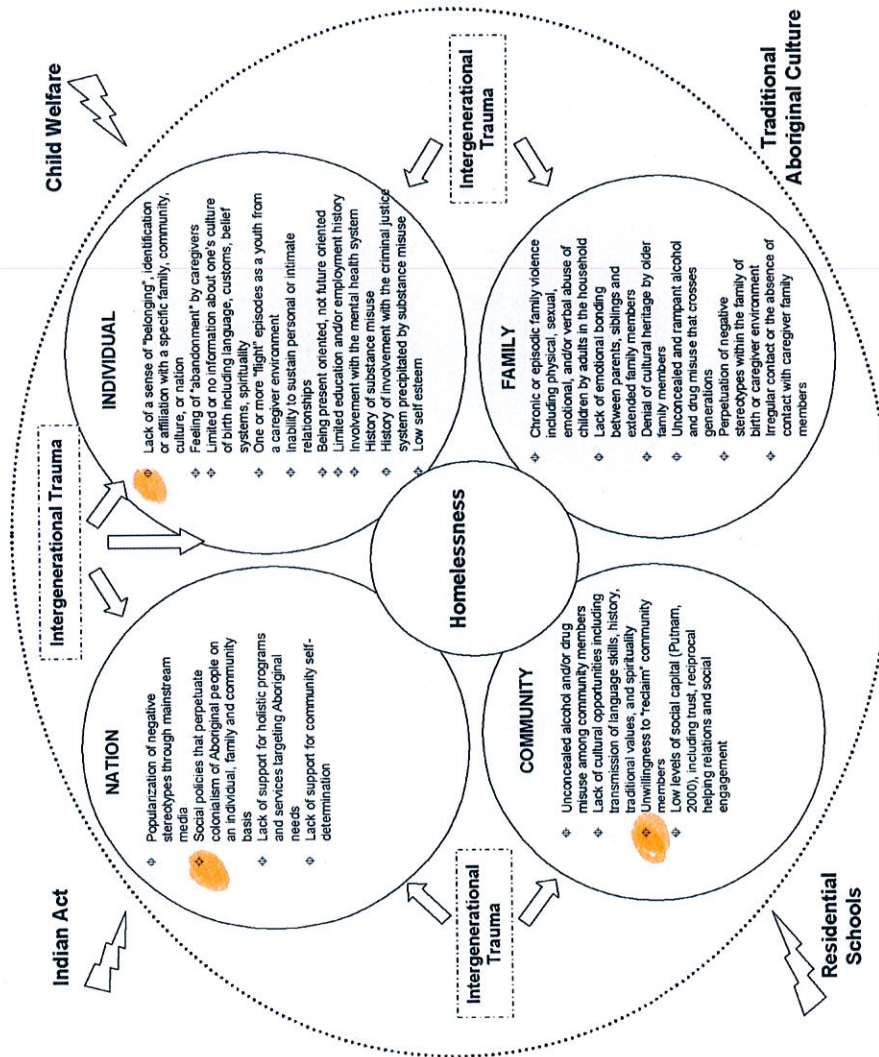 Indian Act
Child Welfare
Intergenerational Trauma
NATION
Popularization of negative
stereotypes through mainstream
media
Social policies that perpetuate
colonialism of Aboriginal people on
an individual, family and community
basis
Lack of support for holistic programs
and services targeting Aboriginal
needs
Lack of support for community self-
determination
INDIVIDUAL
Lack of a sense of "belonging", identification
or affiliation with a specific family, community,
culture, or nation
Feeling of "abandonment" by caregivers
Limited or no information about one's culture
of birth including language, customs, belief
systems, spirituality
One or more "flight" episodes as a youth from
a caregiver environment
Inability to sustain personal or intimate
relationships
Being present oriented, not future oriented
Limited education and/or employment history
Involvement with the mental health system
History of substance misuse
History of involvement with the criminal justice
system precipitated by substance misuse
Low self esteem
Intergenerational
Trauma
Homelessness
Intergenerational
Trauma
COMMUNITY
Unconcealed alcohol and/or drug
misuse among community members
Lack of cultural opportunities including
transmission of language skills, history,
traditional values, and spirituality
Unwillingness to "reclaim" community
members
Low levels of social capital (Putnam,
2000), including trust, reciprocal
helping relations and social
engagement
FAMILY
Chronic or episodic family violence
including physical, sexual,
emotional, and/or verbal abuse of
children by adults in the household
Lack of emotional bonding
between parents, siblings and
extended family members
Denial of cultural heritage by older
family members
Unconcealed and rampant alcohol
and drug misuse that crosses
generations
Perpetuation of negative
stereotypes within the family of
birth or caregiver environment
Irregular contact or the absence of
contact with caregiver family
members
Residential
Schools
Traditional
Aboriginal Culture